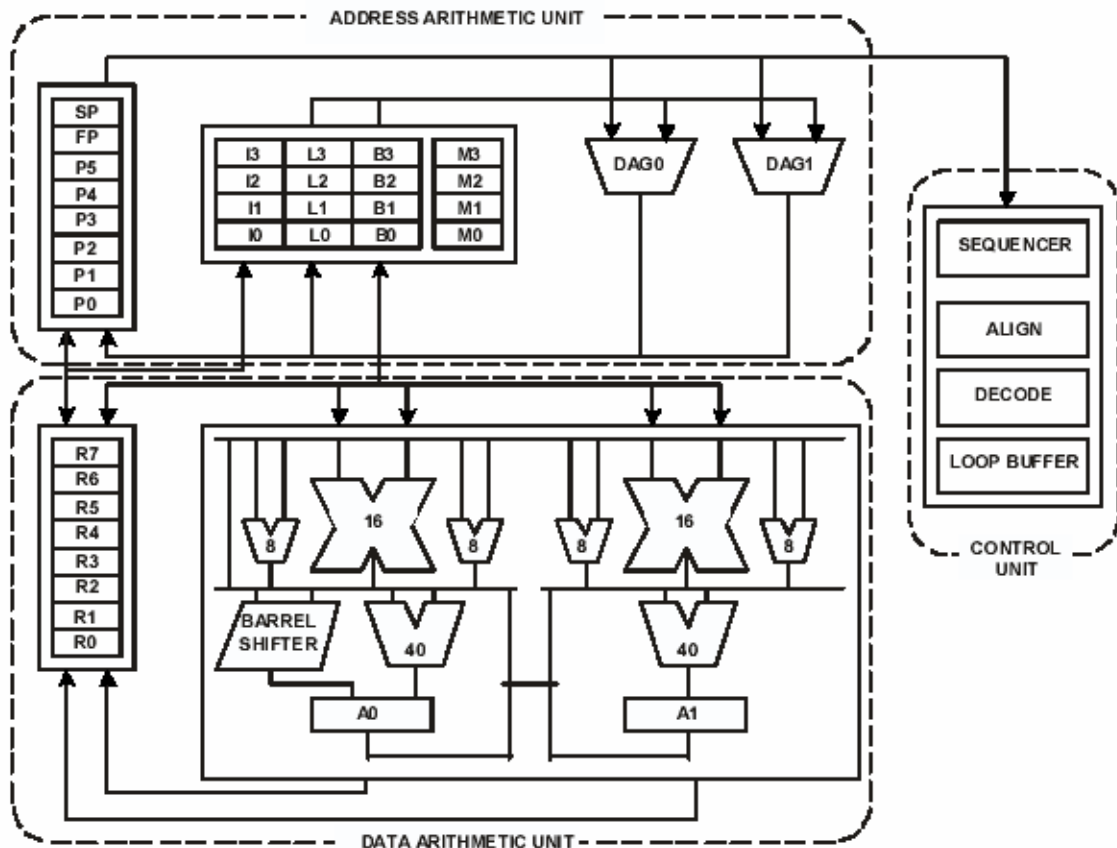 ADDRESS ARITHMETIC UNIT
SP
FP
P5
P4
P3
P2
P1
P0
I3 L3 B3 M3
I2 L2 B2 M2
I1 L1 B1 M1
I0 L0 B0 M0
DAG0
DAG1
SEQUENCER
ALIGN
DECODE
LOOP BUFFER
CONTROL
UNIT
R7
R6
R5
R4
R3
R2
R1
R0
8 16 8 8 16 8
BARREL
SHIFTER
40
40
A0
A1
DATA ARITHMETIC UNIT